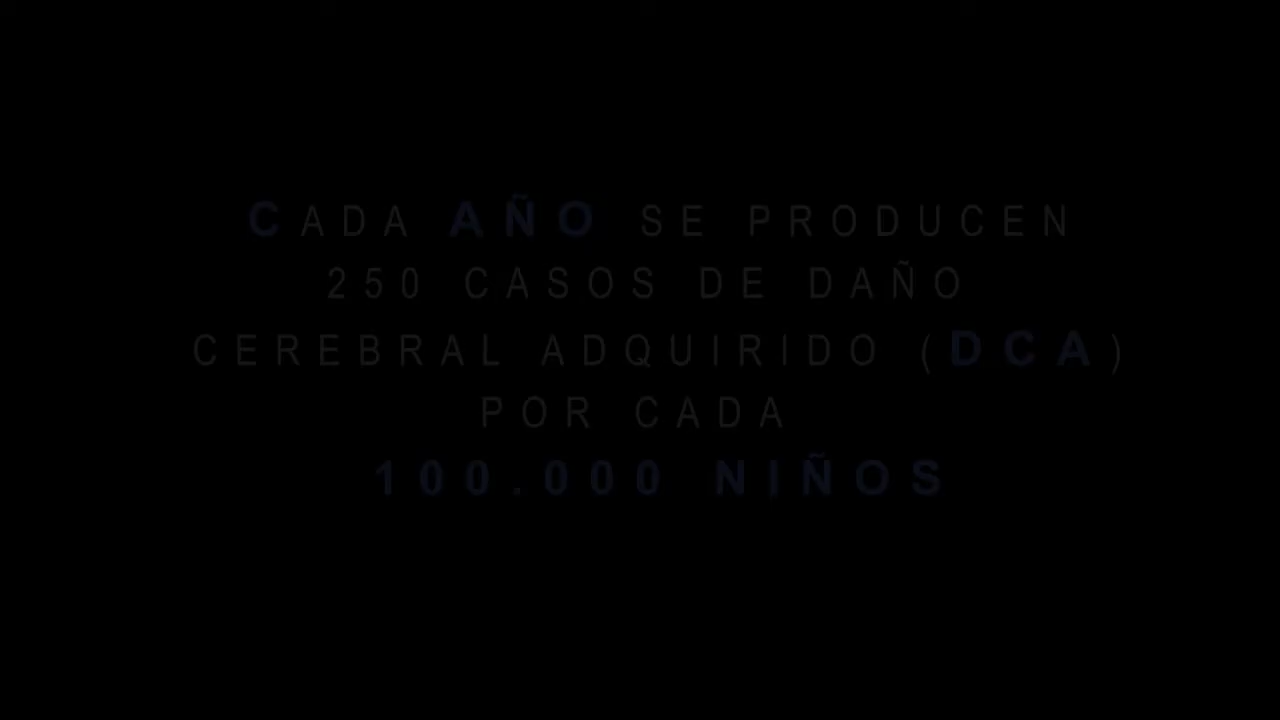 CADA AÑO SE PRODUCEN
250 CASOS DE DAÑO
CEREBRAL ADQUIRIDO (DCA)
POR CADA
100.000 NIÑOS